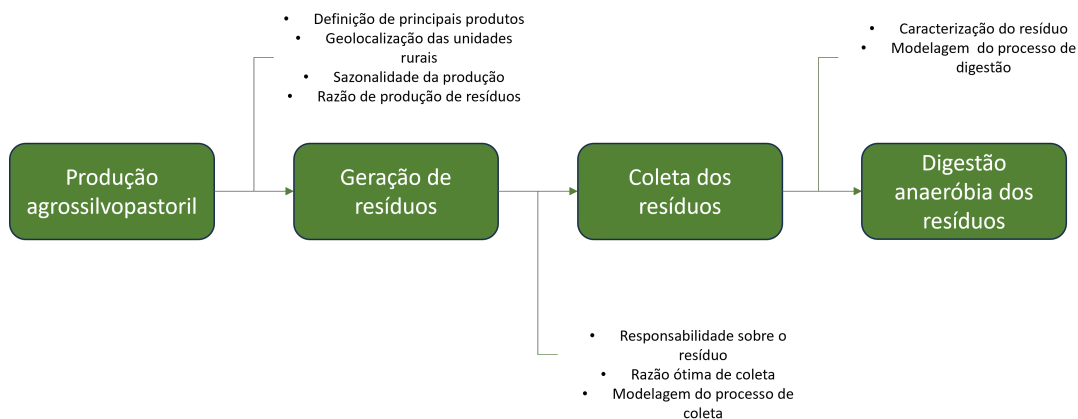 • Definição de principais produtos
• Geolocalização das unidades
rurais
• Sazonalidade da produção
• Razão de produção de resíduos
• Caracterização do resíduo
• Modelagem do processo de
digestão
Produção
agrossilvopastoril
Geração de
resíduos
Coleta dos
resíduos
Digestão
anaeróbia dos
resíduos
• Responsabilidade sobre o
resíduo
• Razão ótima de coleta
• Modelagem do processo de
coleta